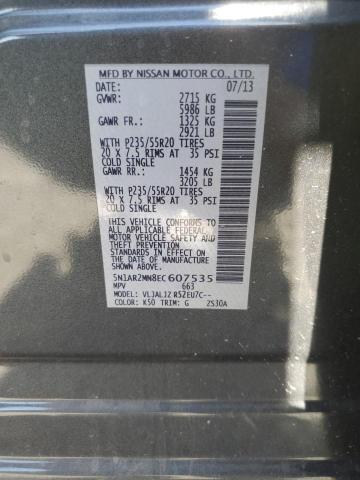 MFD BY NISSAN MOTOR CO., LTD.
DATE: 07/13
GVWR: 2715 KG
5986 LB
GAWR FR: 1325 KG
2921 LB
WITH P235/55R20 TIRES
20 X 7.5 RIMS AT 35 PSI
COLD SINGLE
GAWR RR.: 1454 KG
3205 LB
WITH P235/55R20 TIRES
20 X 7.5 RIMS AT 35 PSI
COLD SINGLE
THIS VEHICLE CONFORMS TO
ALL APPLICABLE FEDERAL
MOTOR VEHICLE SAFETY
STANDARDS IN EFFECT ON
THE DATE OF MANUFACTURE
SHOWN ABOVE.
5N1AR2MN8EC607535
MPV 663
MODEL: VLJALJZ R52EU7C--
COLOR: K50 TRIM: G 2S30A